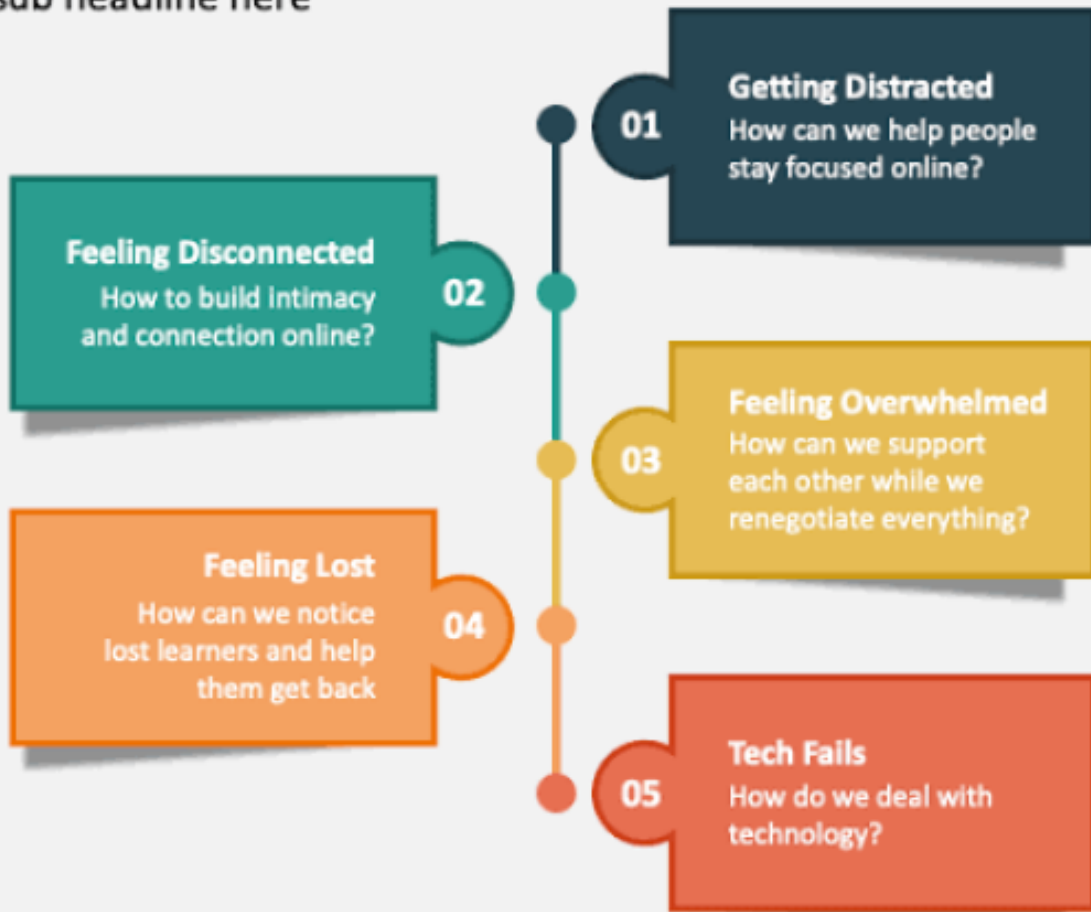 sub headline here
01
Getting Distracted
How can we help people
stay focused online?
Feeling Disconnected
How to build intimacy
and connection online?
02
03
Feeling Overwhelmed
How can we support
each other while we
renegotiate everything?
Feeling Lost
How can we notice
lost learners and help
them get back
04
05
Tech Fails
How do we deal with
technology?